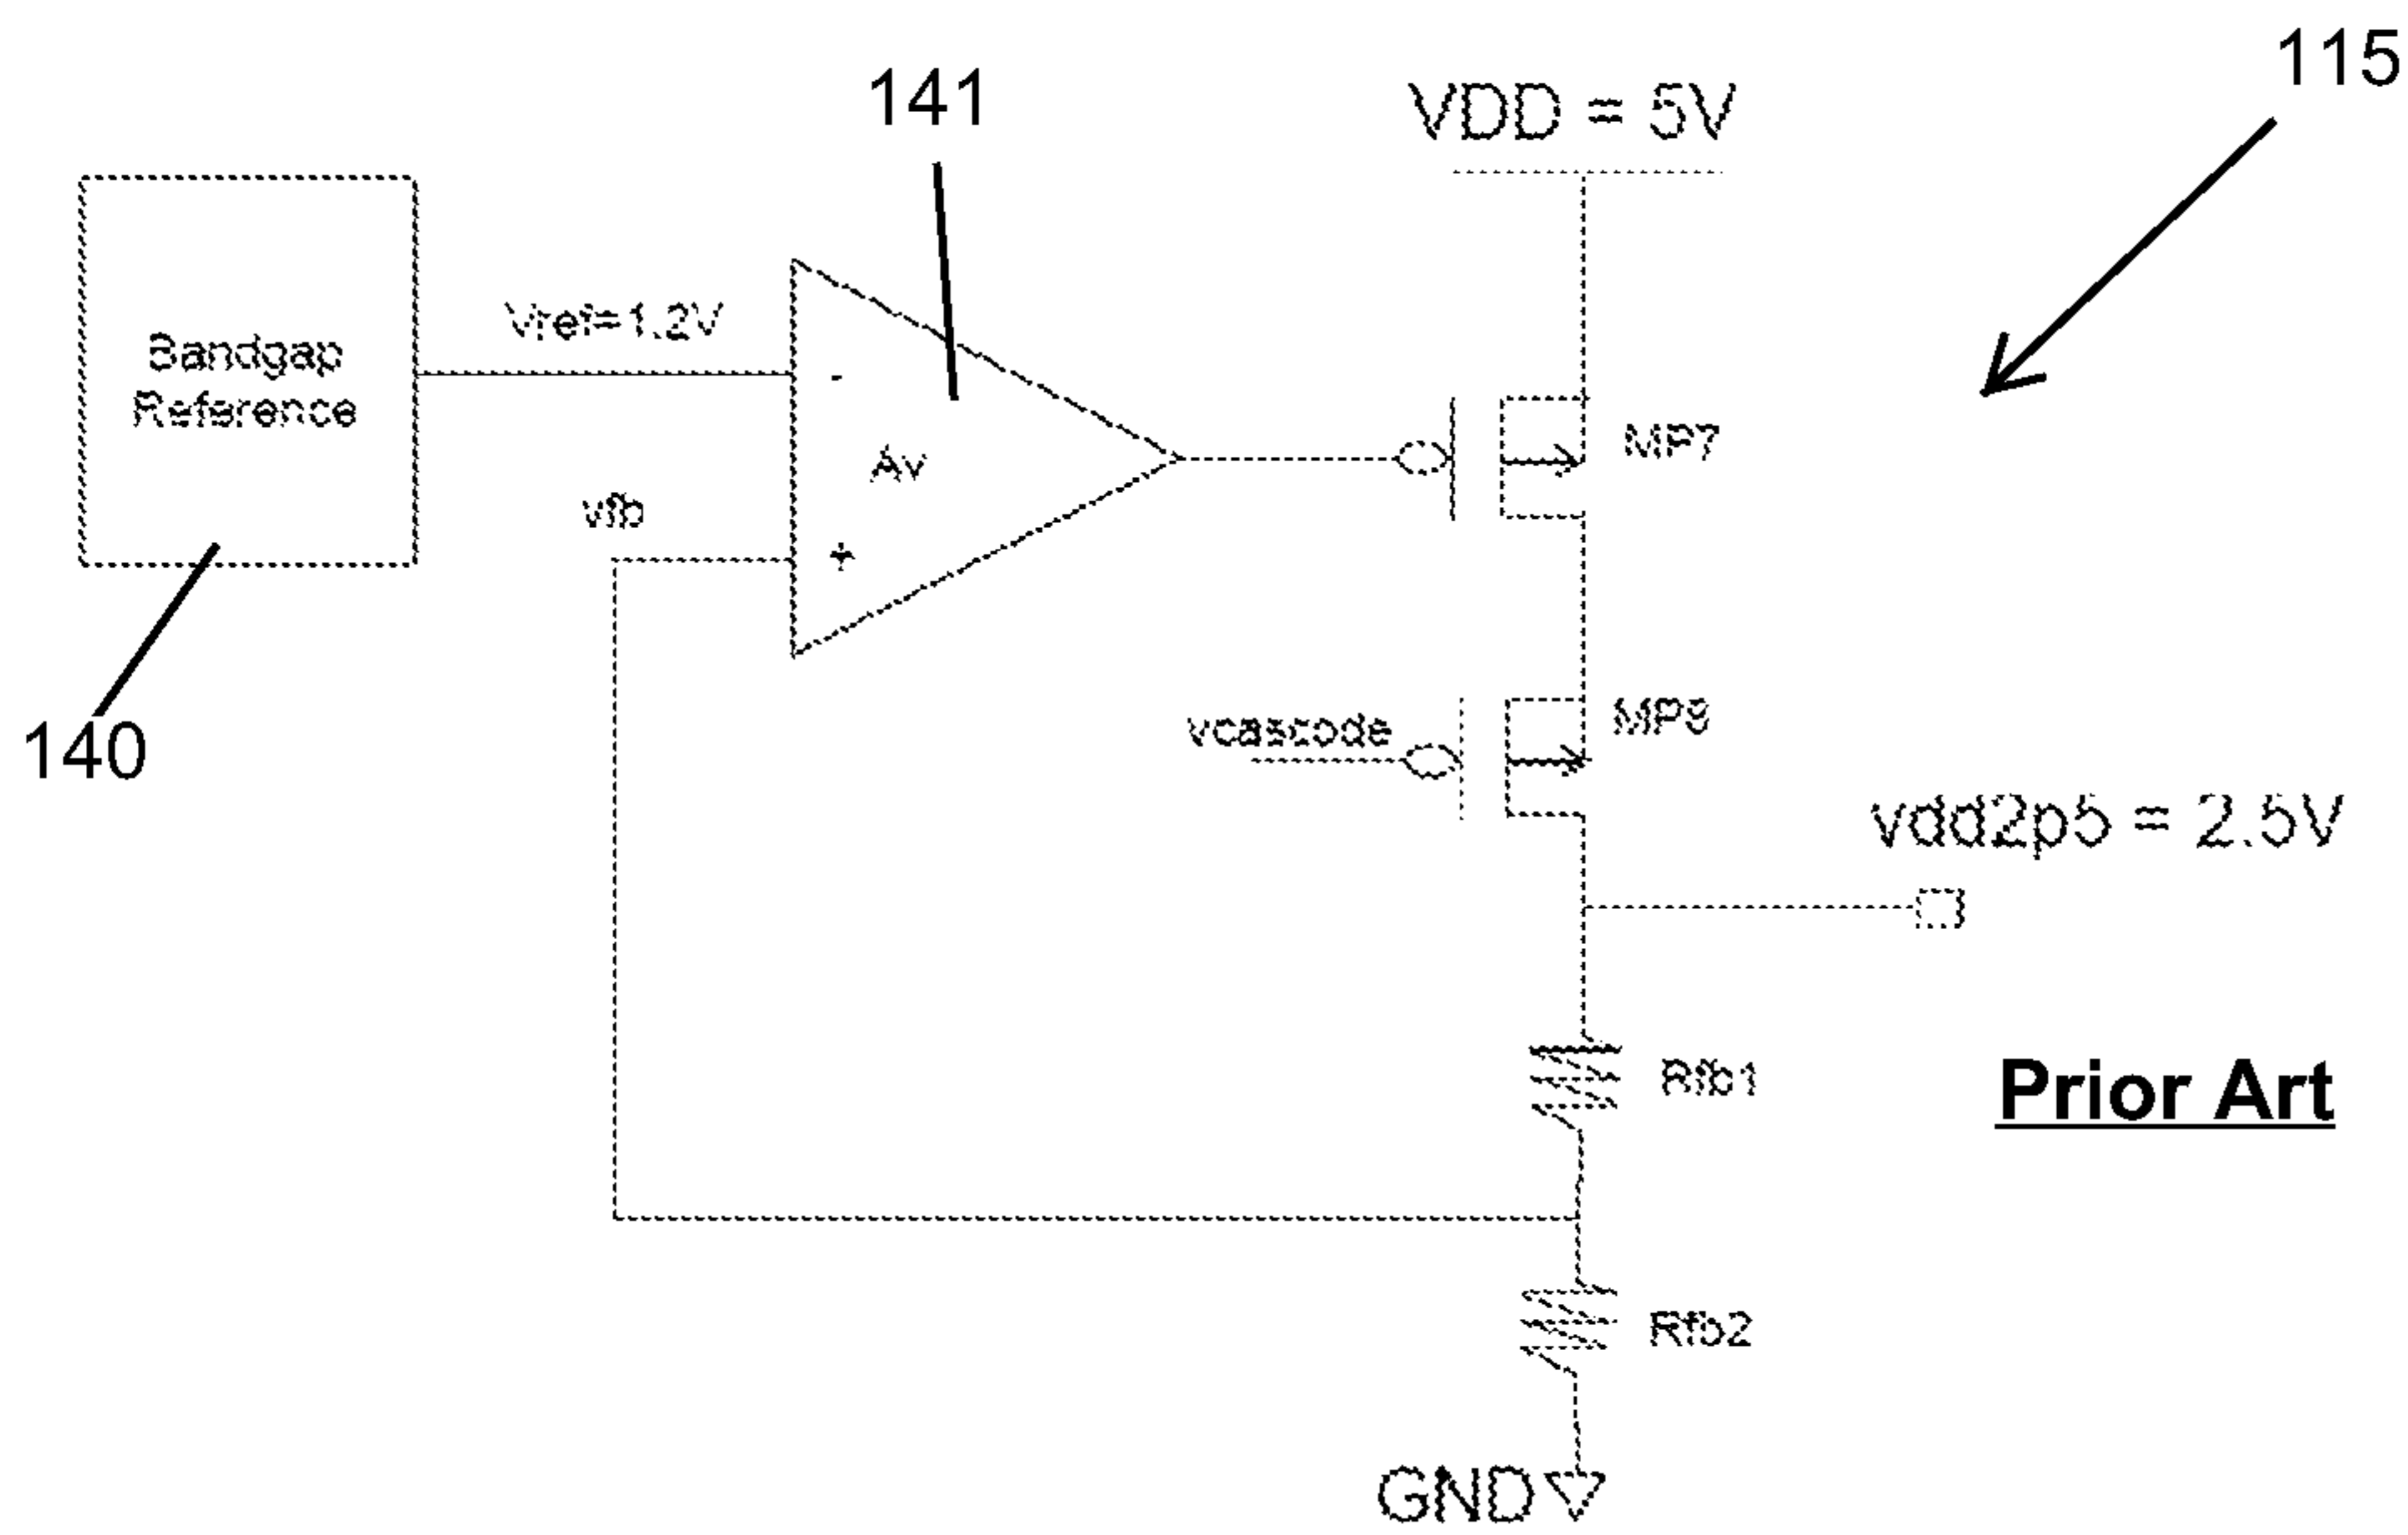 115
141
VDD = 5V
Vref=1.2V
Bandgap
Reference
-
MP7
Av
vfb
+
vcascode
140
vdd2p5 = 2.5V
Rfb1
Prior Art
Rfb2
GND